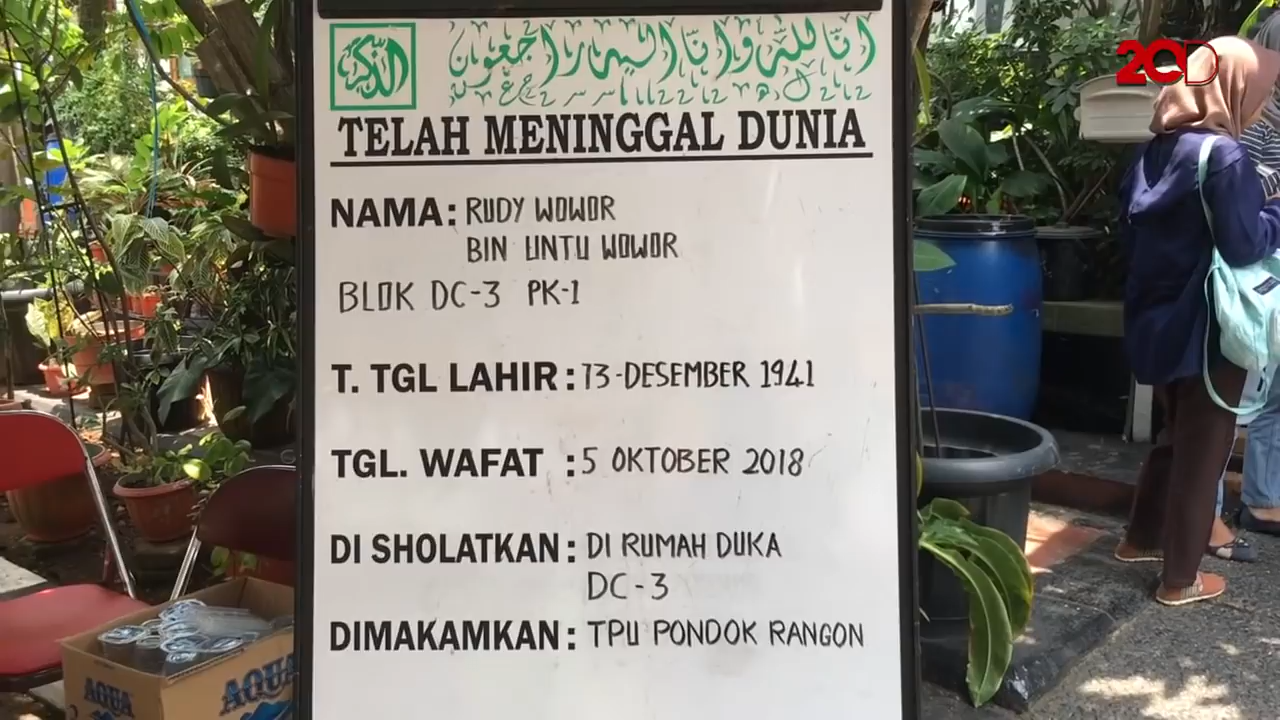 20D
إنا لله وإنا إليه راجعون
TELAH MENINGGAL DUNIA
NAMA: RUDY WOWOR
BIN UNTU WOWOR
BLOK DC-3 PK-1
T. TGL LAHIR: 13-DESEMBER 1941
TGL. WAFAT : 5 OKTOBER 2018
DI SHOLATKAN: DI RUMAH DUKA
DC-3
DIMAKAMKAN: TPU PONDOK RANGON
AQUA
AQUA